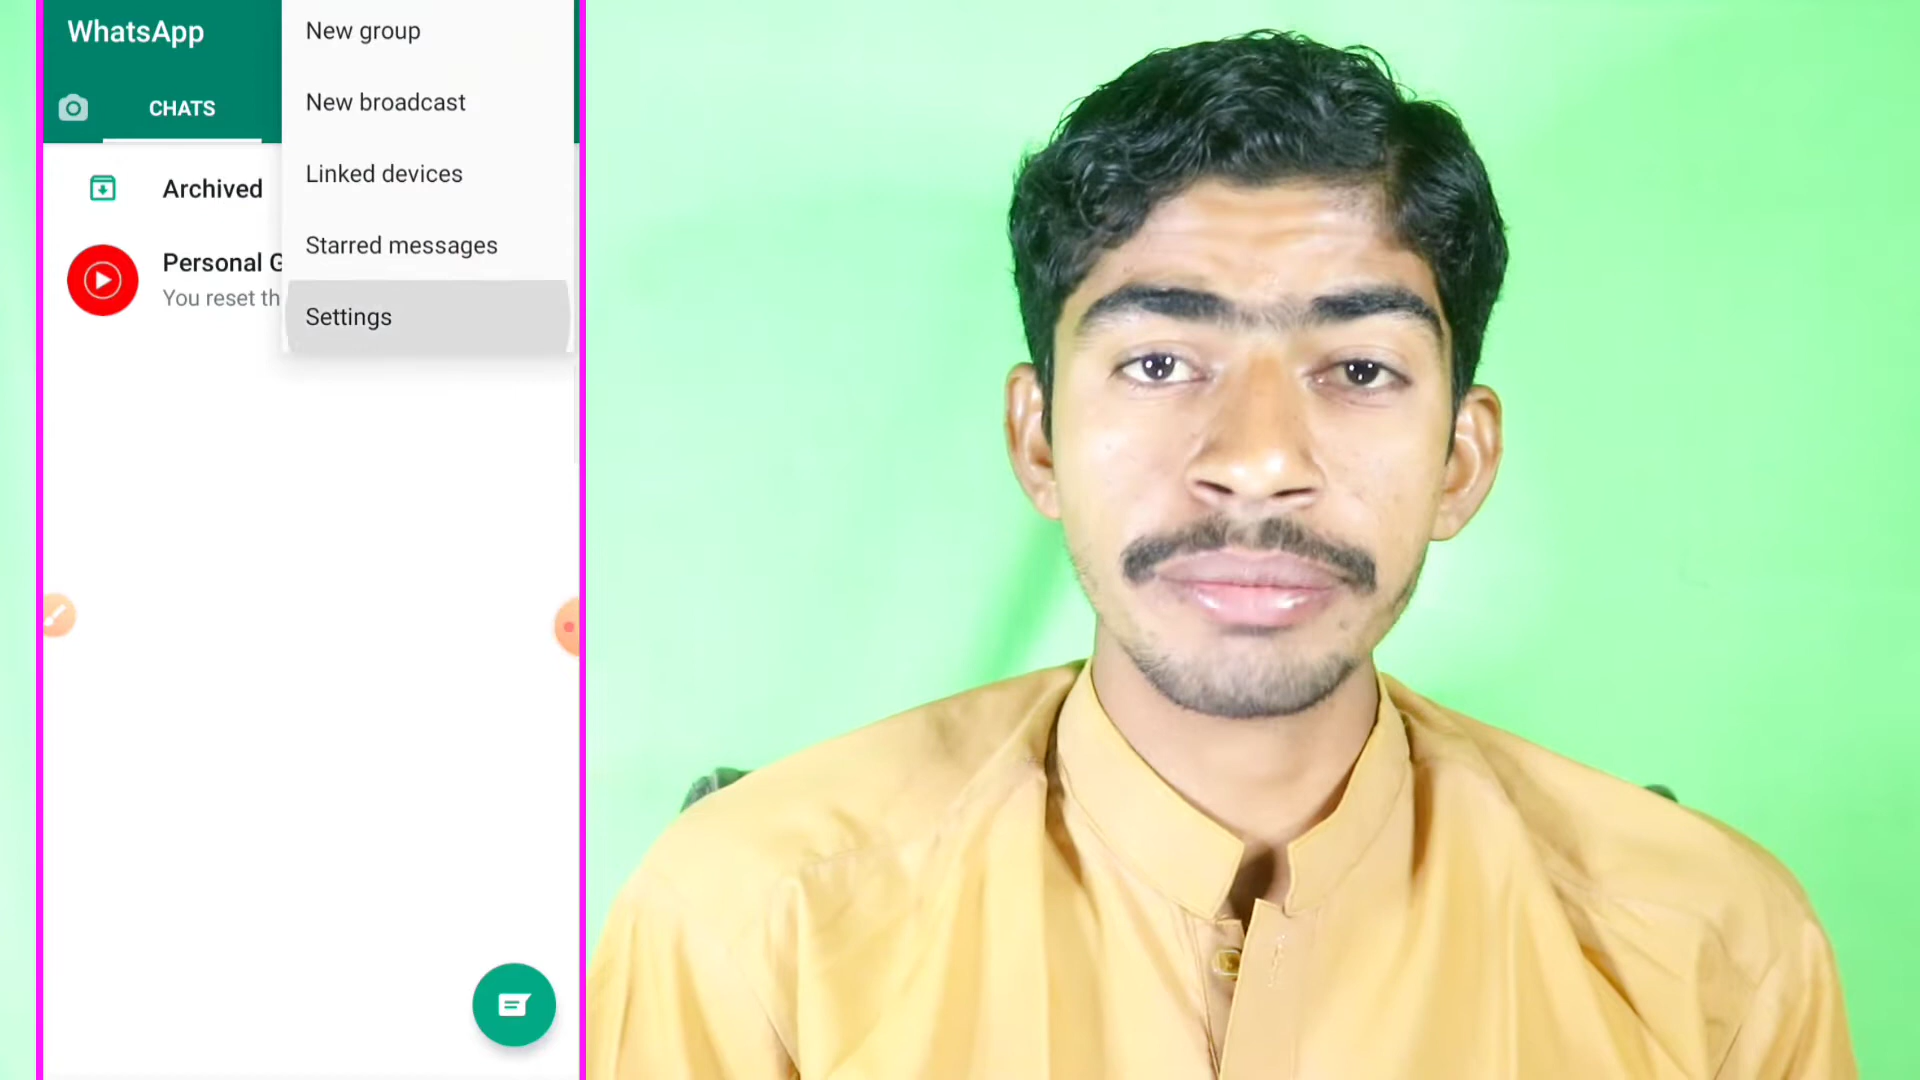 WhatsApp
CHATS
Archived
Personal G
You reset th
New group
New broadcast
Linked devices
Starred messages
Settings